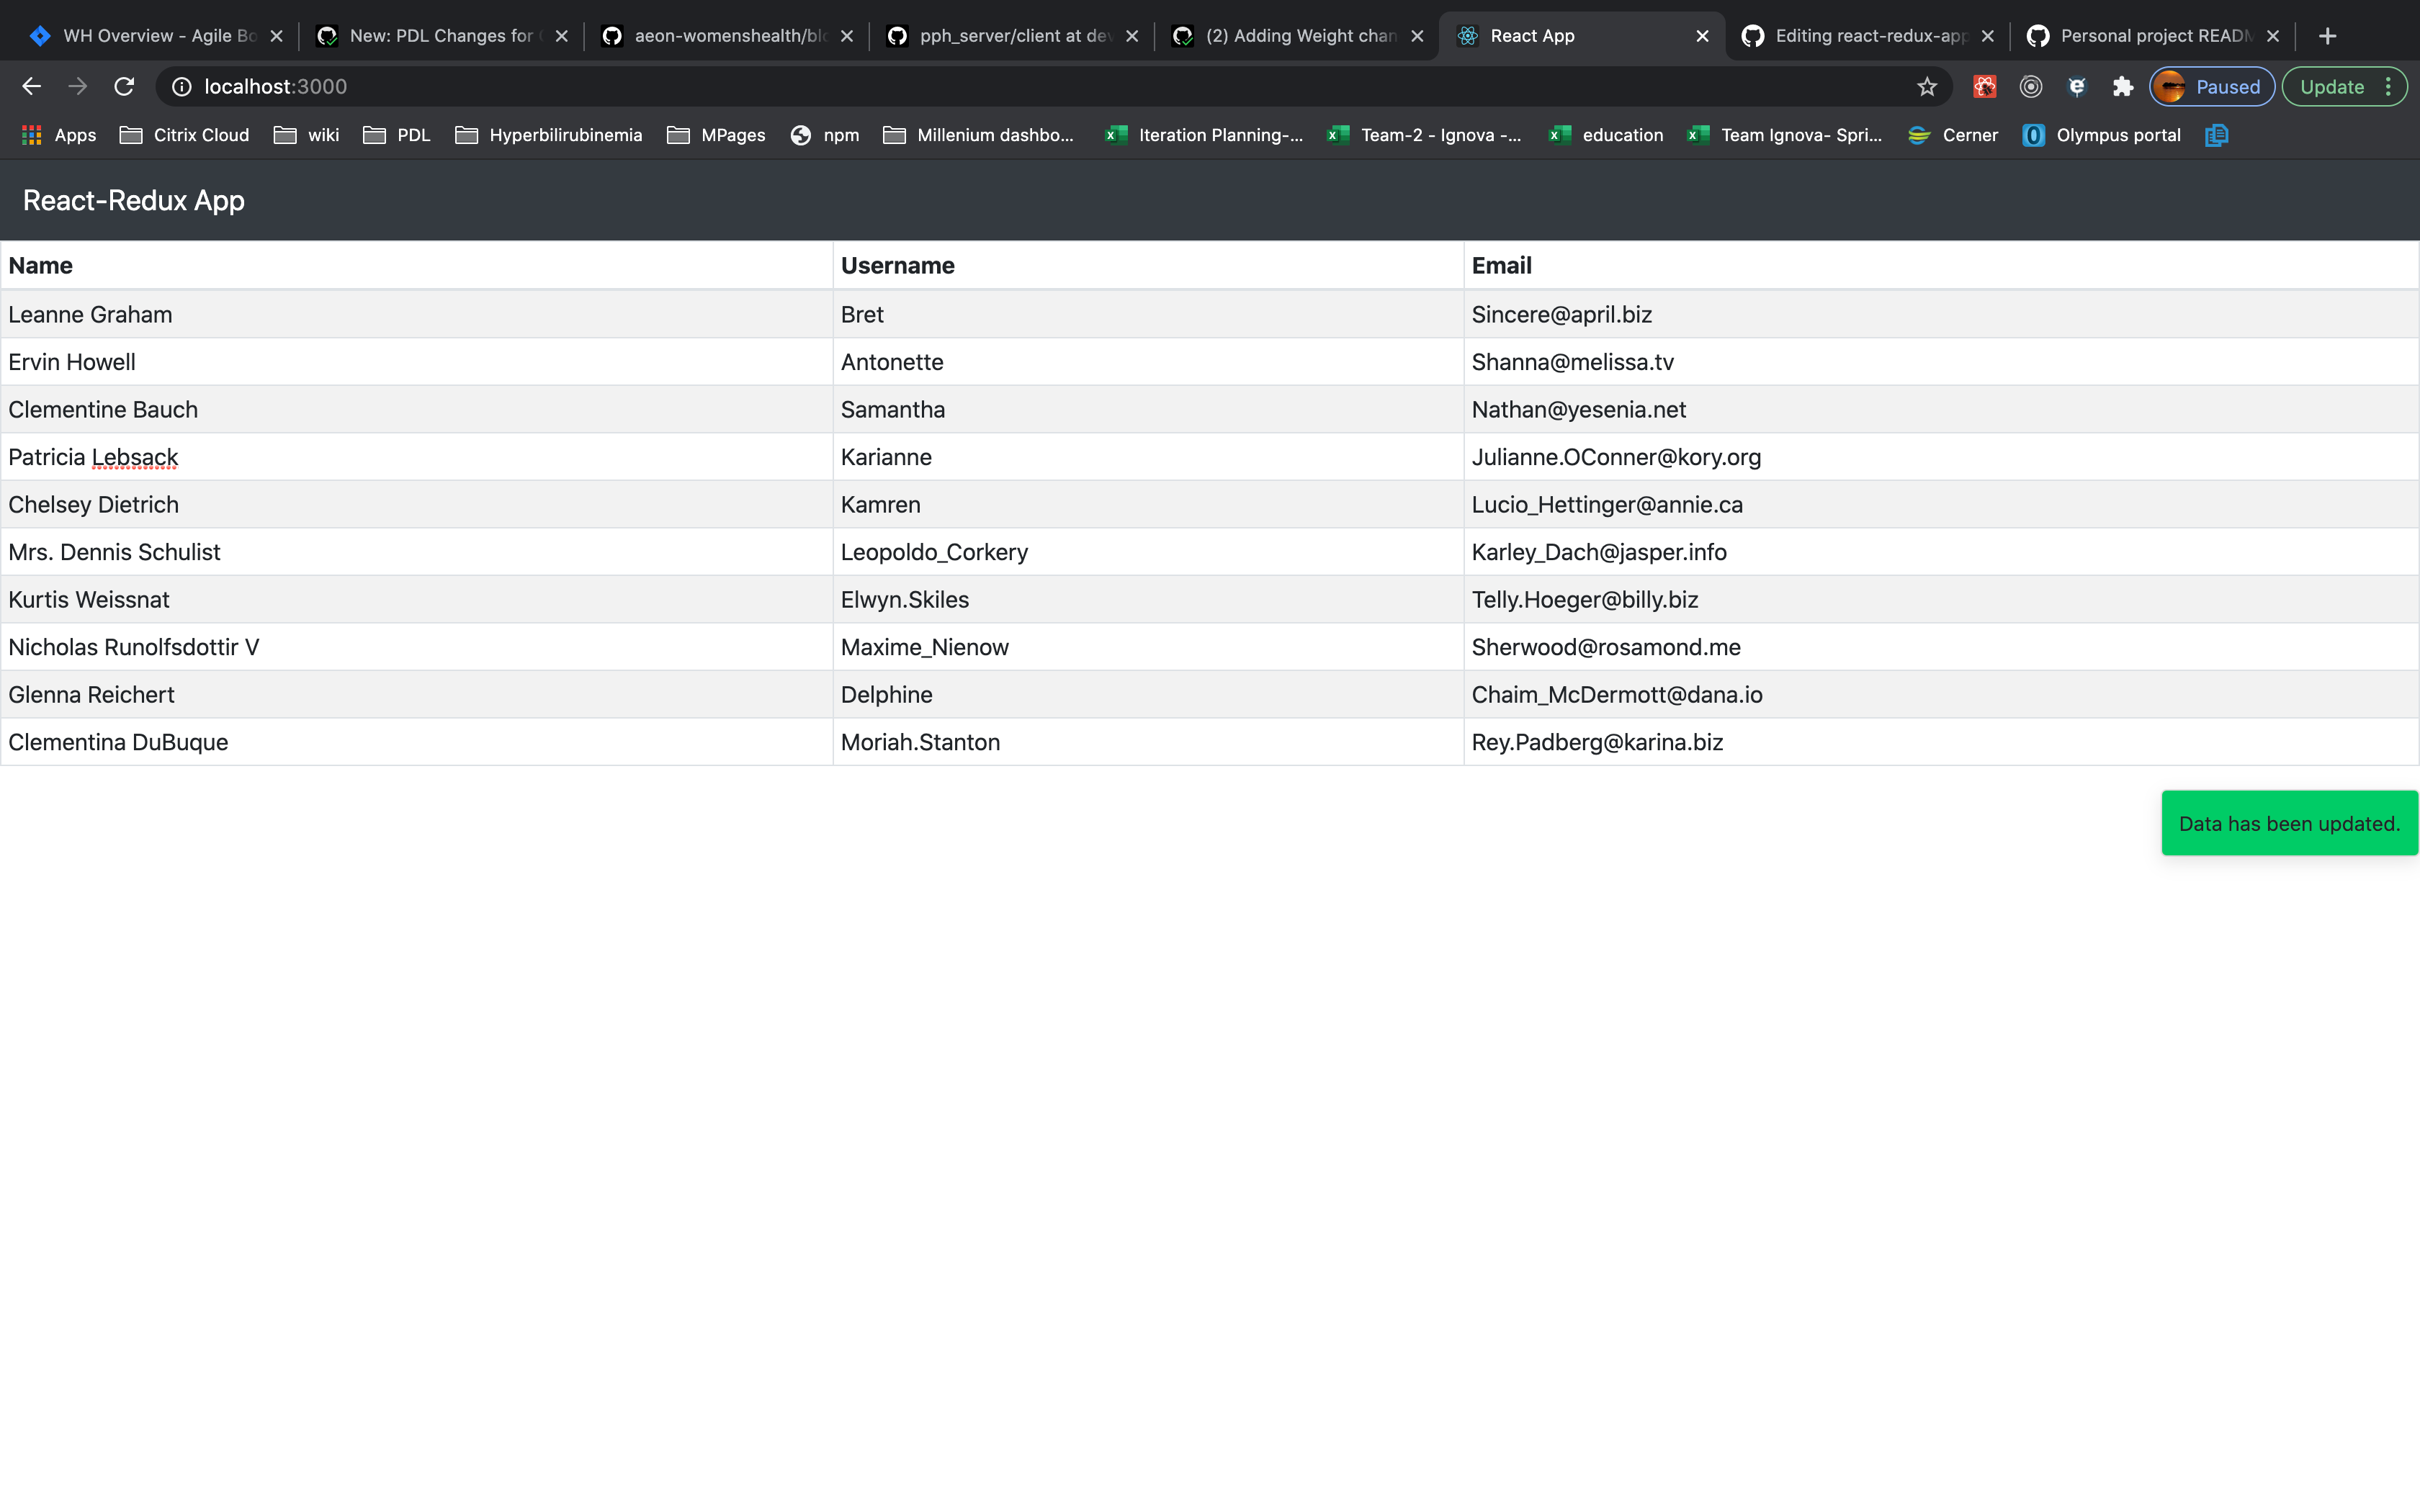 WH Overview - Agile Bo
New: PDL Changes for
aeon-womenshealth/blo
pph_server/client at dev
(2) Adding Weight chan
React App
Editing react-redux-app
Personal project READM
localhost:3000
Paused
Update
Apps
Citrix Cloud
wiki
PDL
Hyperbilirubinemia
MPages
npm
Millenium dashbo...
Iteration Planning-...
Team-2 - Ignova -...
education
Team Ignova- Spri...
Cerner
Olympus portal
React-Redux App
Name Username Email
Leanne Graham Bret Sincere@april.biz
Ervin Howell Antonette Shanna@melissa.tv
Clementine Bauch Samantha Nathan@yesenia.net
Patricia Lebsack Karianne Julianne.OConner@kory.org
Chelsey Dietrich Kamren Lucio_Hettinger@annie.ca
Mrs. Dennis Schulist Leopoldo_Corkery Karley_Dach@jasper.info
Kurtis Weissnat Elwyn.Skiles Telly.Hoeger@billy.biz
Nicholas Runolfsdottir V Maxime_Nienow Sherwood@rosamond.me
Glenna Reichert Delphine Chaim_McDermott@dana.io
Clementina DuBuque Moriah.Stanton Rey.Padberg@karina.biz
Data has been updated.